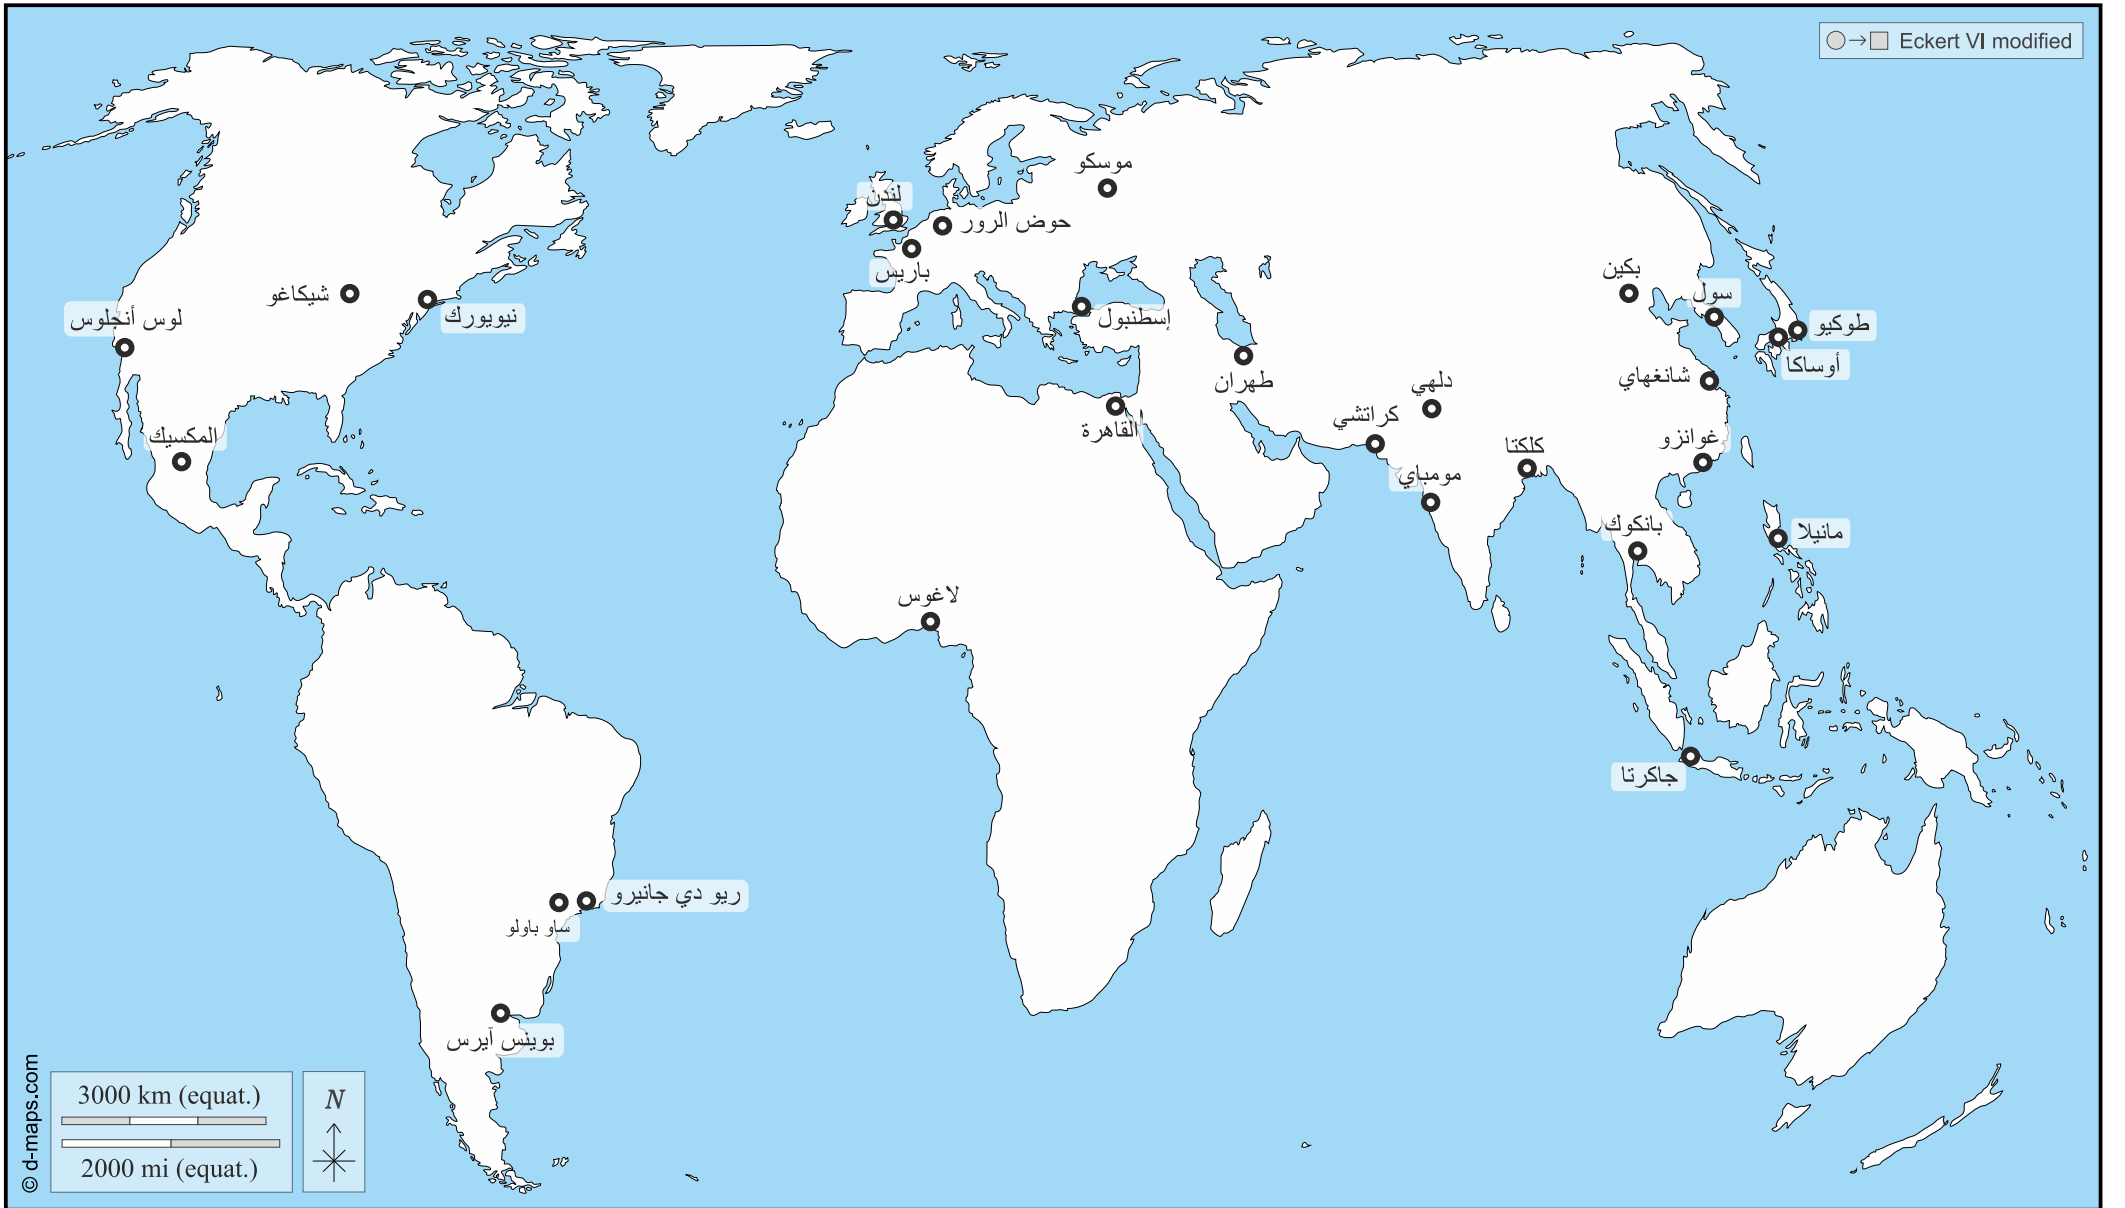 Eckert VI modified
موسكو
لندن
حوض الرور
باريس
بكين
شيكاغو
سول
لوس أنجلوس
نيويورك
إسطنبول
طوكيو
أوساكا
طهران
دلهي
شانغهاي
كراتشي
القاهرة
المكسيك
كلكتا
غوانزو
مومباي
بانكوك
مانيلا
لاغوس
جاكرتا
ريو دي جانيرو
ساو باولو
بوينس آيرس
3000 km (equat.)
2000 mi (equat.)
N
© d-maps.com